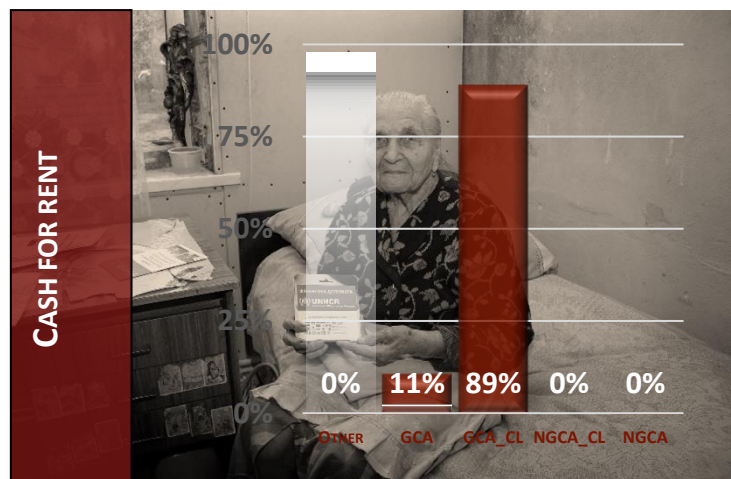 CASH FOR RENT
100%
75%
50%
25%
0%
0% 11% 89% 0% 0%
OTHER GCA GCA_CL NGCA_CL NGCA
UNHCR